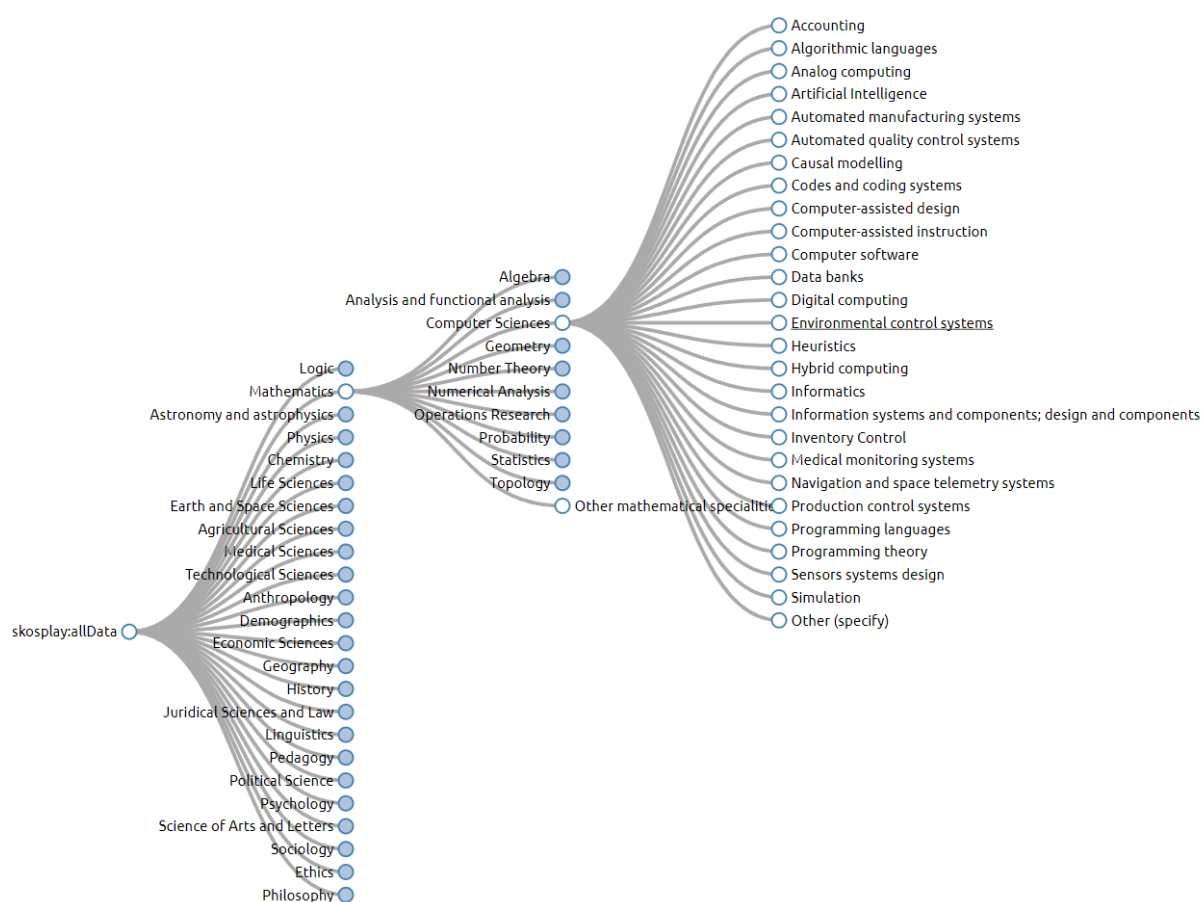 skosplay:allData
Logic
Mathematics
Astronomy and astrophysics
Physics
Chemistry
Life Sciences
Earth and Space Sciences
Agricultural Sciences
Medical Sciences
Technological Sciences
Anthropology
Demographics
Economic Sciences
Geography
History
Juridical Sciences and Law
Linguistics
Pedagogy
Political Science
Psychology
Science of Arts and Letters
Sociology
Ethics
Philosophy
Algebra
Analysis and functional analysis
Computer Sciences
Geometry
Number Theory
Numerical Analysis
Operations Research
Probability
Statistics
Topology
Other mathematical specialitie
Accounting
Algorithmic languages
Analog computing
Artificial Intelligence
Automated manufacturing systems
Automated quality control systems
Causal modelling
Codes and coding systems
Computer-assisted design
Computer-assisted instruction
Computer software
Data banks
Digital computing
Environmental control systems
Heuristics
Hybrid computing
Informatics
Information systems and components; design and components
Inventory Control
Medical monitoring systems
Navigation and space telemetry systems
Production control systems
Programming languages
Programming theory
Sensors systems design
Simulation
Other (specify)